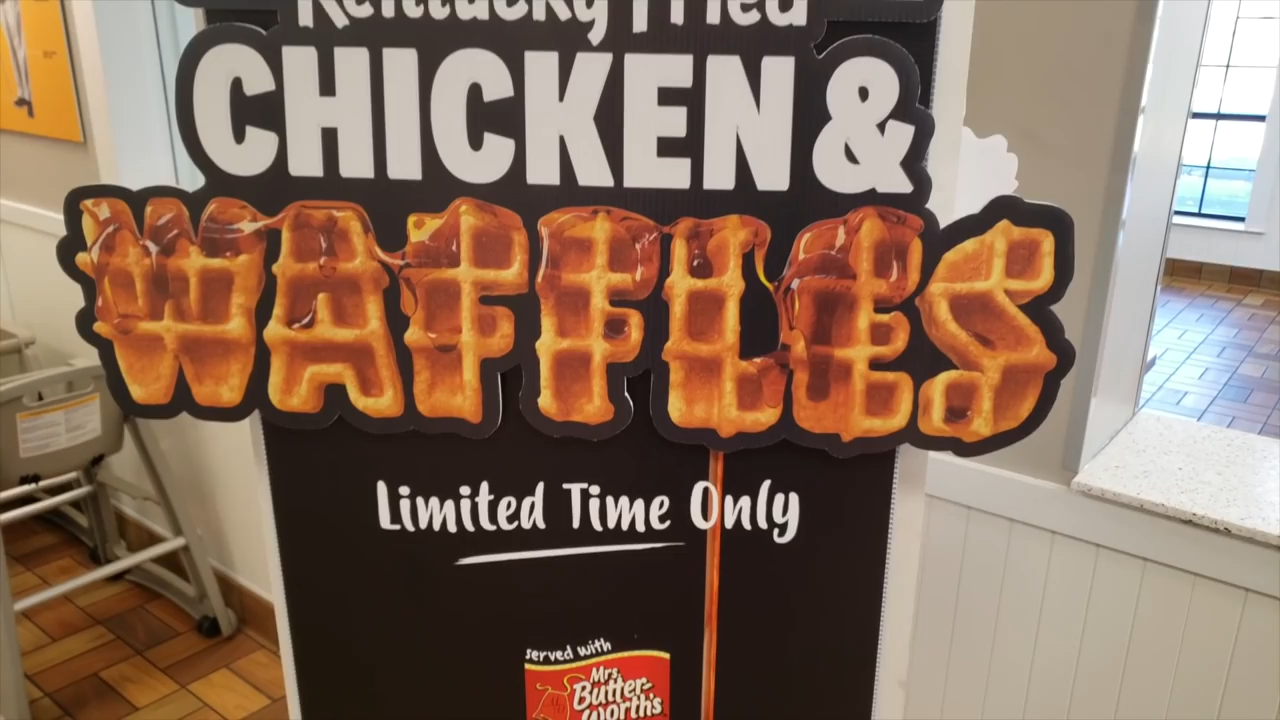 Kentucky Fried
CHICKEN &
WAFFLES
Limited Time Only
served with
Mrs.
Butter-
worth's